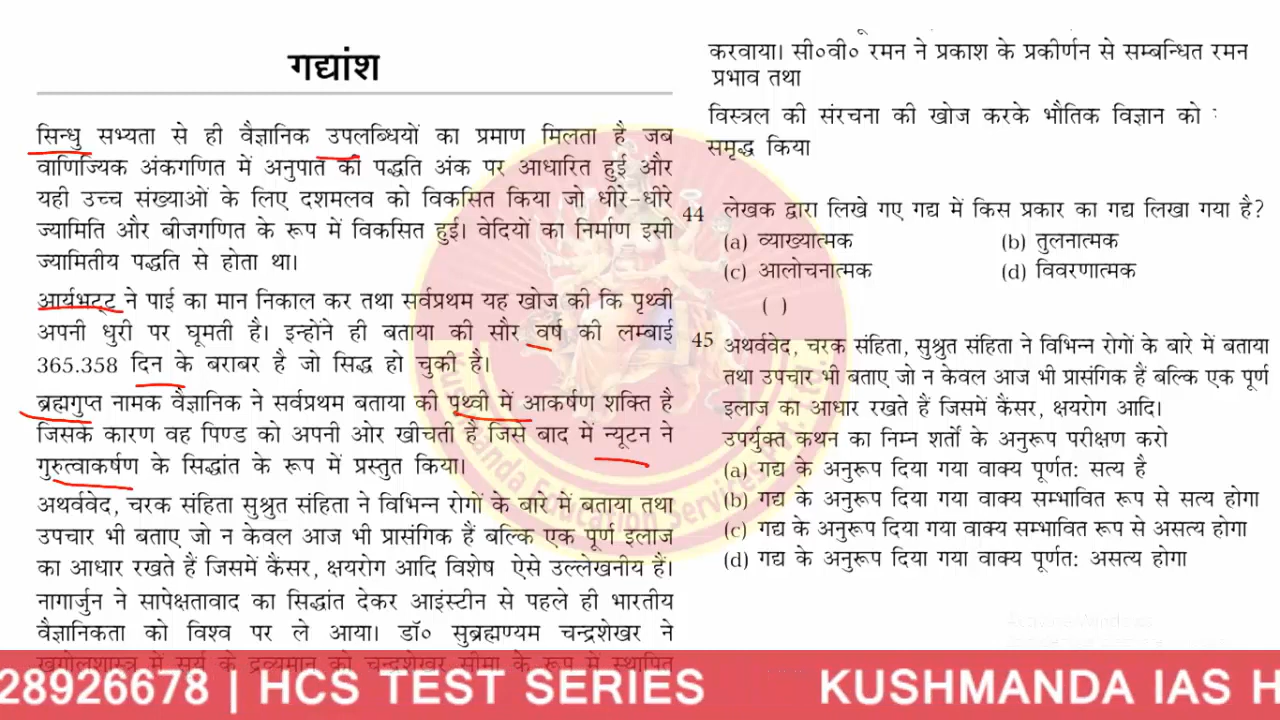 गद्यांश
सिन्धु सभ्यता से ही वैज्ञानिक उपलब्धियों का प्रमाण मिलता है जब
वाणिज्यिक अंकगणित में अनुपात की पद्धति अंक पर आधारित हुई और
यही उच्च संख्याओं के लिए दशमलव को विकसित किया जो धीरे-धीरे
ज्यामिति और बीजगणित के रूप में विकसित हुई। वेदियों का निर्माण इसी
ज्यामितीय पद्धति से होता था।
आर्यभट्ट ने पाई का मान निकाल कर तथा सर्वप्रथम यह खोज की कि पृथ्वी
अपनी धुरी पर घूमती है। इन्होंने ही बताया की सौर वर्ष की लम्बाई
365.358 दिन के बराबर है जो सिद्ध हो चुकी है।
ब्रह्मगुप्त नामक वैज्ञानिक ने सर्वप्रथम बताया की पृथ्वी में आकर्षण शक्ति है
जिसके कारण वह पिण्ड को अपनी ओर खींचती है जिसे बाद में न्यूटन ने
गुरुत्वाकर्षण के सिद्धांत के रूप में प्रस्तुत किया।
अथर्ववेद, चरक संहिता सुश्रुत संहिता ने विभिन्न रोगों के बारे में बताया तथा
उपचार भी बताए जो न केवल आज भी प्रासंगिक हैं बल्कि एक पूर्ण इलाज
का आधार रखते हैं जिसमें कैंसर, क्षयरोग आदि विशेष ऐसे उल्लेखनीय हैं।
नागार्जुन ने सापेक्षतावाद का सिद्धांत देकर आइंस्टीन से पहले ही भारतीय
वैज्ञानिकता को विश्व पर ले आया। डॉ० सुब्रह्मण्यम चन्द्रशेखर ने
खगोलशास्त्र में सूर्य के द्रव्यमान को चन्द्रशेखर सीमा के रूप में स्थापित
करवाया। सी०वी० रमन ने प्रकाश के प्रकीर्णन से सम्बन्धित रमन
प्रभाव तथा
विस्त्रल की संरचना की खोज करके भौतिक विज्ञान को
समृद्ध किया
44 लेखक द्वारा लिखे गए गद्य में किस प्रकार का गद्य लिखा गया है?
(a) व्याख्यात्मक (b) तुलनात्मक
(c) आलोचनात्मक (d) विवरणात्मक
( )
45 अथर्ववेद, चरक संहिता, सुश्रुत संहिता ने विभिन्न रोगों के बारे में बताया
तथा उपचार भी बताए जो न केवल आज भी प्रासंगिक हैं बल्कि एक पूर्ण
इलाज का आधार रखते हैं जिसमें कैंसर, क्षयरोग आदि।
उपर्युक्त कथन का निम्न शर्तो के अनुरूप परीक्षण करो
(a) गद्य के अनुरूप दिया गया वाक्य पूर्णत: सत्य है
(b) गद्य के अनुरूप दिया गया वाक्य सम्भावित रूप से सत्य होगा
(c) गद्य के अनुरूप दिया गया वाक्य सम्भावित रूप से असत्य होगा
(d) गद्य के अनुरूप दिया गया वाक्य पूर्णत: असत्य होगा
28926678 | HCS TEST SERIES KUSHMANDA IAS H